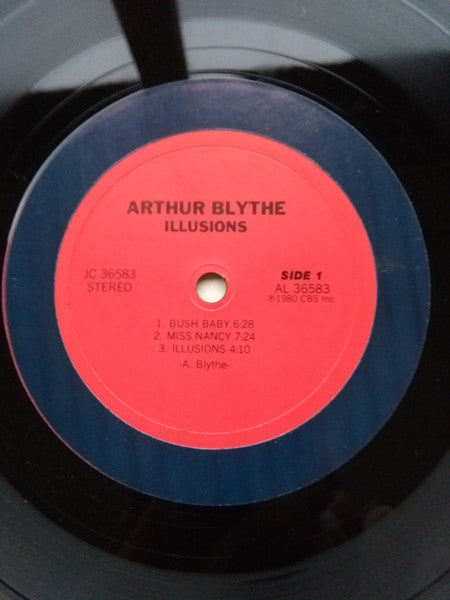 ARTHUR BLYTHE
ILLUSIONS
JC 36583
STEREO
SIDE 1
AL 36583
℗1980 CBS Inc.
1. BUSH BABY 6:28
2. MISS NANCY 7:24
3. ILLUSIONS 4:10
-A. Blythe-